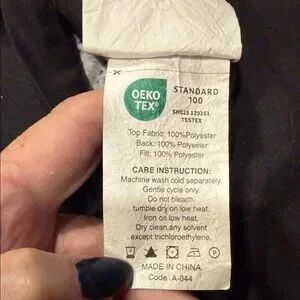 OEKO
TEX®
STANDARD
100
SH025 129261
TESTEX
Top Fabric: 100%Polyester
Back: 100% Polyester
Fill: 100% Polyester
CARE INSTRUCTION:
Machine wash cold separately.
Gentle cycle only.
Do not bleach.
tumble dry on low heat.
Iron on low heat.
Dry clean,any solvent
except trichloroethylene.
MADE IN CHINA
Code: A-044